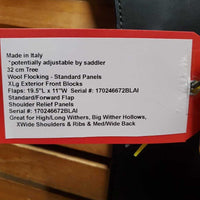 Made in Italy
*potentially adjustable by saddler
32 cm Tree
Wool Flocking - Standard Panels
XLg Exterior Front Blocks
Flaps: 19.5"L x 11"W Serial #: 170246672BLAI
Standard/Forward Flap
Shoulder Relief Panels
Serial #: 170246672BLAI
Great for High/Long Withers, Big Wither Hollows,
XWide Shoulders & Ribs & Med/Wide Back